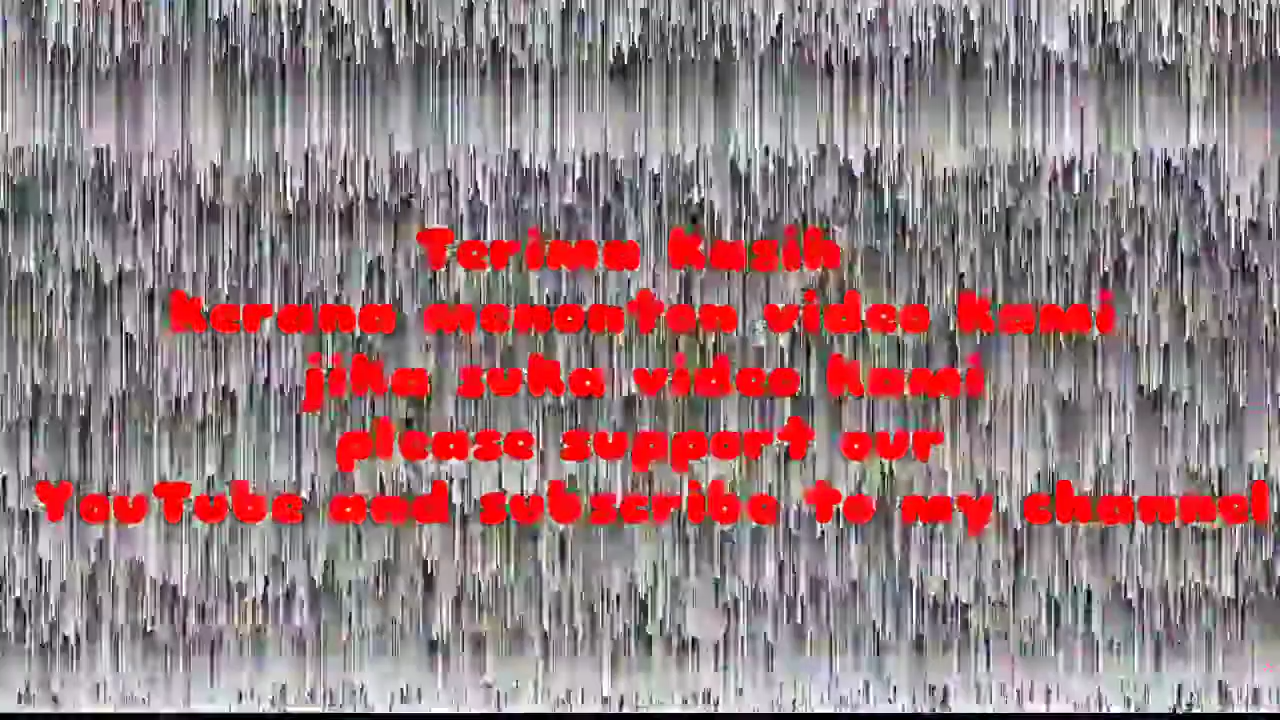 Terima Kasih
kerana menonton video kami
jika suka video kami
please support our
YouTube and subscribe to my channel